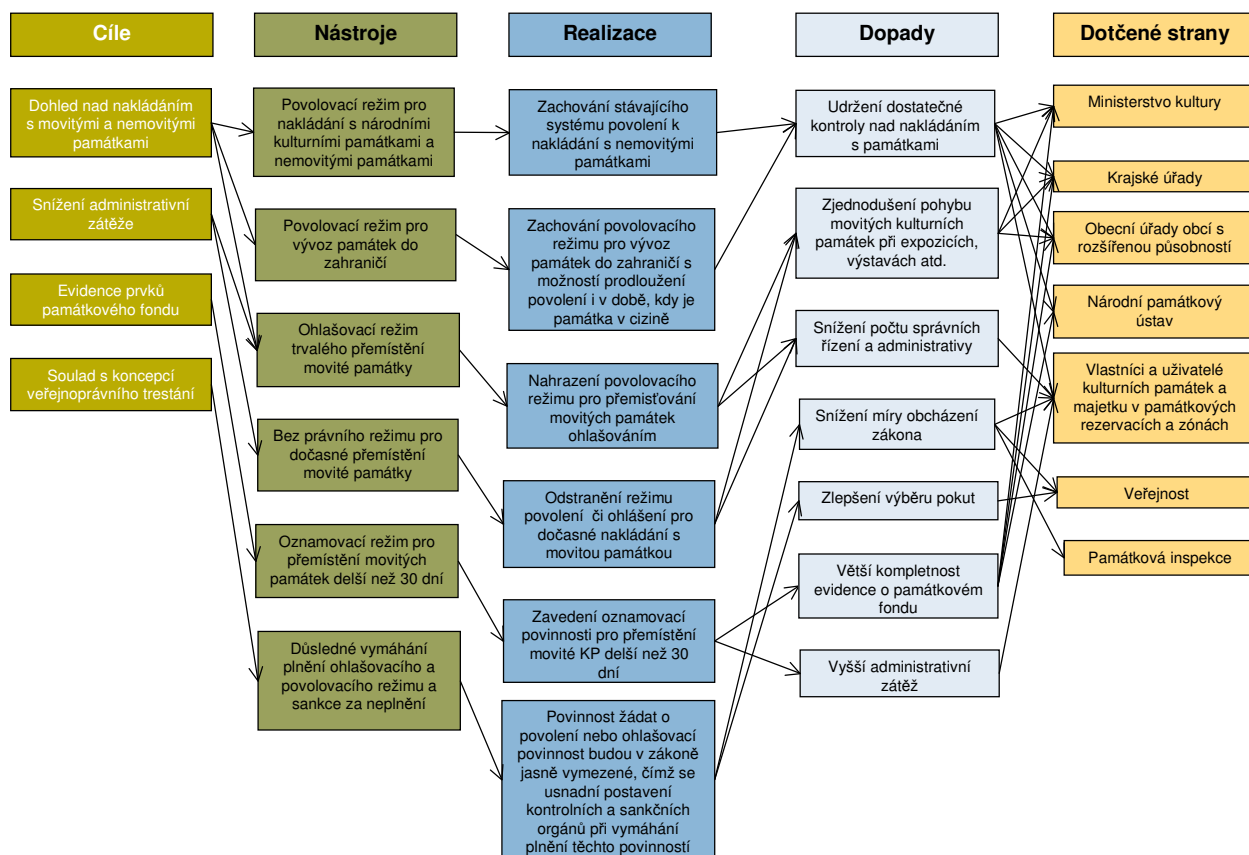 Cíle
Nástroje
Realizace
Dopady
Dotčené strany
Dohled nad nakládáním
s movitými a nemovitými
památkami
Snížení administrativní
zátěže
Evidence prvků
památkového fondu
Soulad s koncepcí
veřejnoprávního trestání
Povolovací režim pro
nakládání s národními
kulturními památkami a
nemovitými památkami
Povolovací režim pro
vývoz památek do
zahraničí
Ohlašovací režim
trvalého přemístění
movité památky
Bez právního režimu pro
dočasné přemístění
movité památky
Oznamovací režim pro
přemístění movitých
památek delší než 30 dní
Důsledné vymáhání
plnění ohlašovacího a
povolovacího režimu a
sankce za neplnění
Zachování stávajícího
systému povolení k
nakládání s nemovitými
památkami
Zachování povolovacího
režimu pro vývoz
památek do zahraničí s
možností prodloužení
povolení i v době, kdy je
památka v cizině
Nahrazení povolovacího
režimu pro přemisťování
movitých památek
ohlašováním
Odstranění režimu
povolení či ohlášení pro
dočasné nakládání s
movitou památkou
Zavedení oznamovací
povinnosti pro přemístění
movité KP delší než 30
dní
Povinnost žádat o
povolení nebo ohlašovací
povinnost budou v zákoně
jasně vymezené, čímž se
usnadní postavení
kontrolních a sankčních
orgánů při vymáhání
plnění těchto povinností
Udržení dostatečné
kontroly nad nakládáním
s památkami
Zjednodušení pohybu
movitých kulturních
památek při expozicích,
výstavách atd.
Snížení počtu správních
řízení a administrativy
Snížení míry obcházení
zákona
Zlepšení výběru pokut
Větší kompletnost
evidence o památkovém
fondu
Vyšší administrativní
zátěž
Ministerstvo kultury
Krajské úřady
Obecní úřady obcí s
rozšířenou působností
Národní památkový
ústav
Vlastníci a uživatelé
kulturních památek a
majetku v památkových
rezervacích a zónách
Veřejnost
Památková inspekce